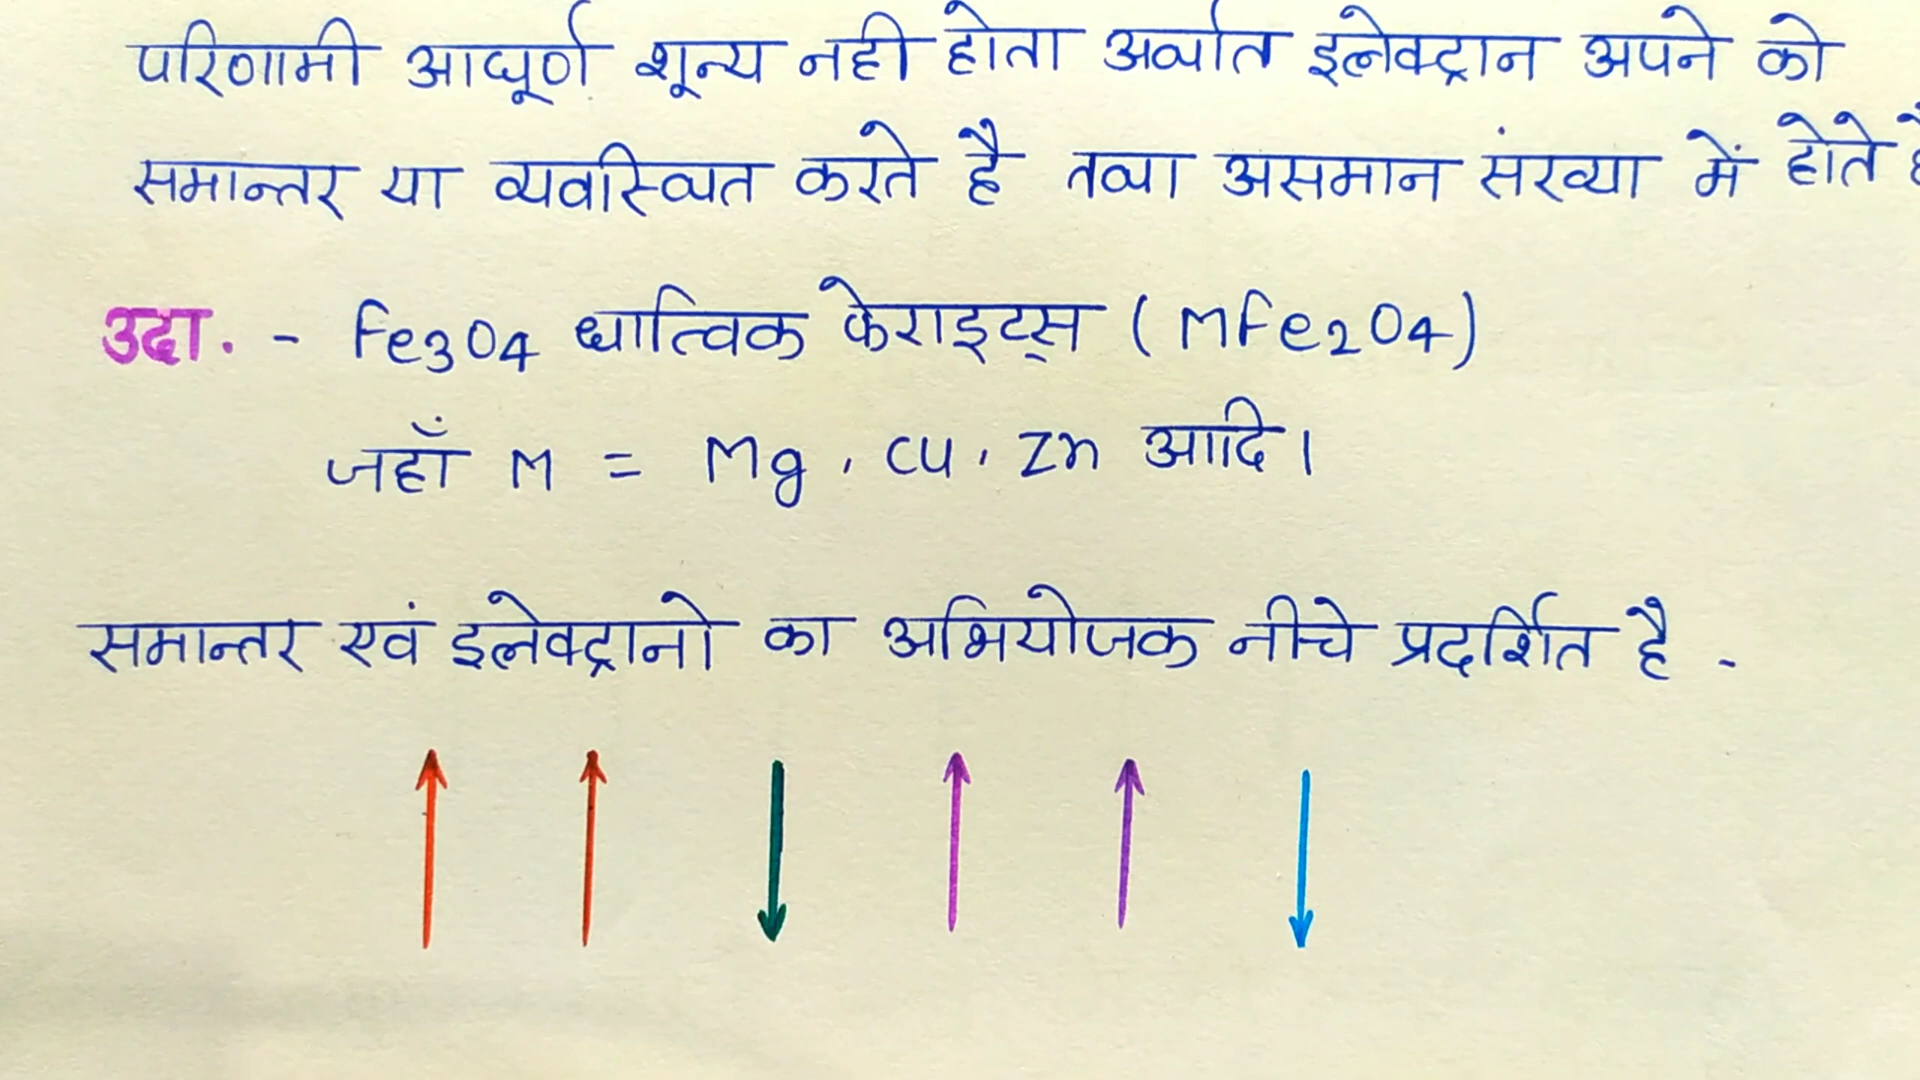 परिणामी आघूर्ण शून्य नही होता अर्थात इलेक्ट्रान अपने को
समान्तर या व्यवस्थित करते है तथा असमान संख्या में होते है
उदा. - Fe3O4 धात्विक फेराइट्स ( MFe2O4)
जहाँ M = Mg, Cu, Zn आदि।
समान्तर एवं इलेक्ट्रानो का अभियोजक नीचे प्रदर्शित है -